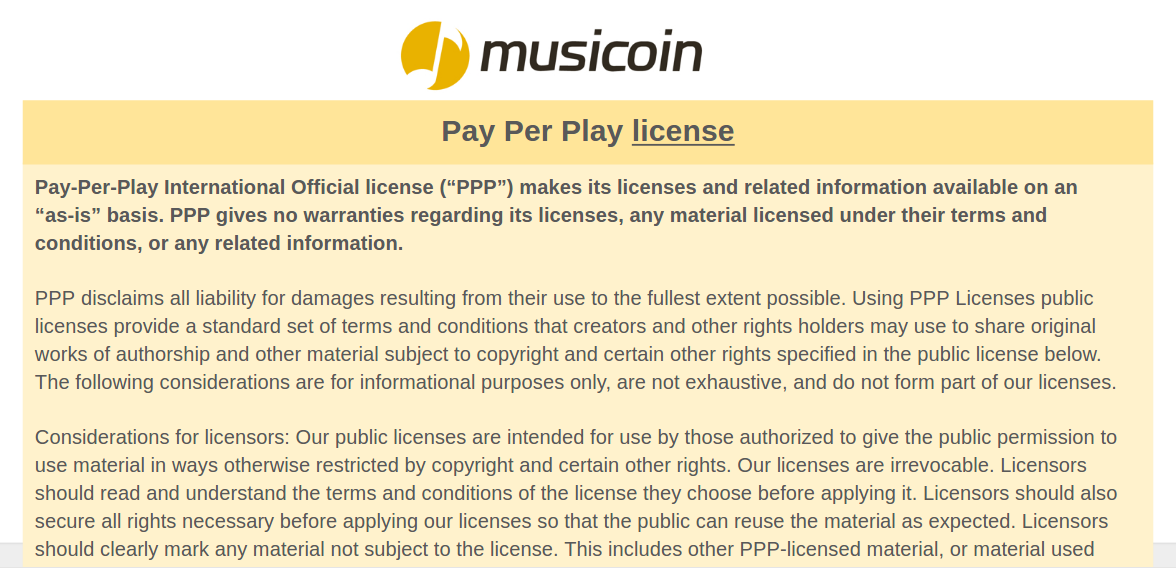 musicoin
Pay Per Play license
Pay-Per-Play International Official license (“PPP”) makes its licenses and related information available on an
“as-is” basis. PPP gives no warranties regarding its licenses, any material licensed under their terms and
conditions, or any related information.
PPP disclaims all liability for damages resulting from their use to the fullest extent possible. Using PPP Licenses public
licenses provide a standard set of terms and conditions that creators and other rights holders may use to share original
works of authorship and other material subject to copyright and certain other rights specified in the public license below.
The following considerations are for informational purposes only, are not exhaustive, and do not form part of our licenses.
Considerations for licensors: Our public licenses are intended for use by those authorized to give the public permission to
use material in ways otherwise restricted by copyright and certain other rights. Our licenses are irrevocable. Licensors
should read and understand the terms and conditions of the license they choose before applying it. Licensors should also
secure all rights necessary before applying our licenses so that the public can reuse the material as expected. Licensors
should clearly mark any material not subject to the license. This includes other PPP-licensed material, or material used